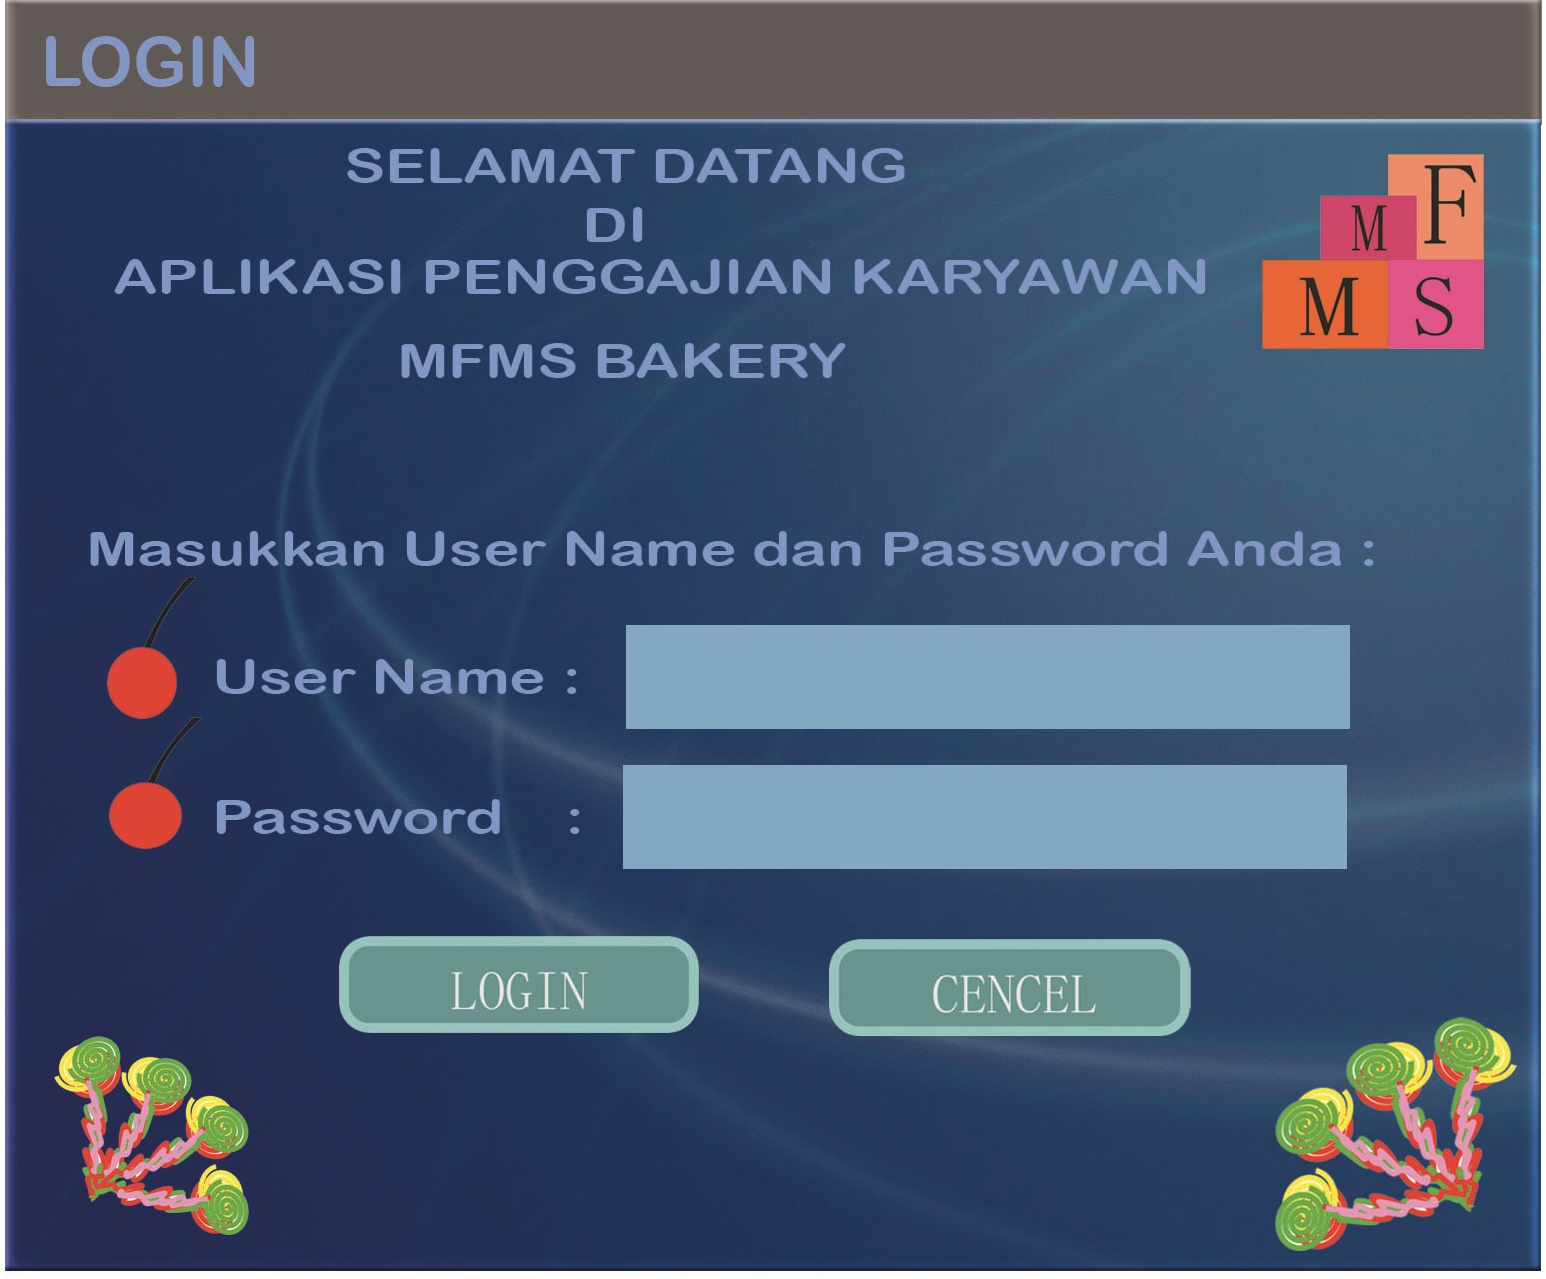 LOGIN
SELAMAT DATANG
DI
APLIKASI PENGGAJIAN KARYAWAN
MFMS BAKERY
F
M
M S
Masukkan User Name dan Password Anda :
User Name :
Password :
LOGIN CENCEL